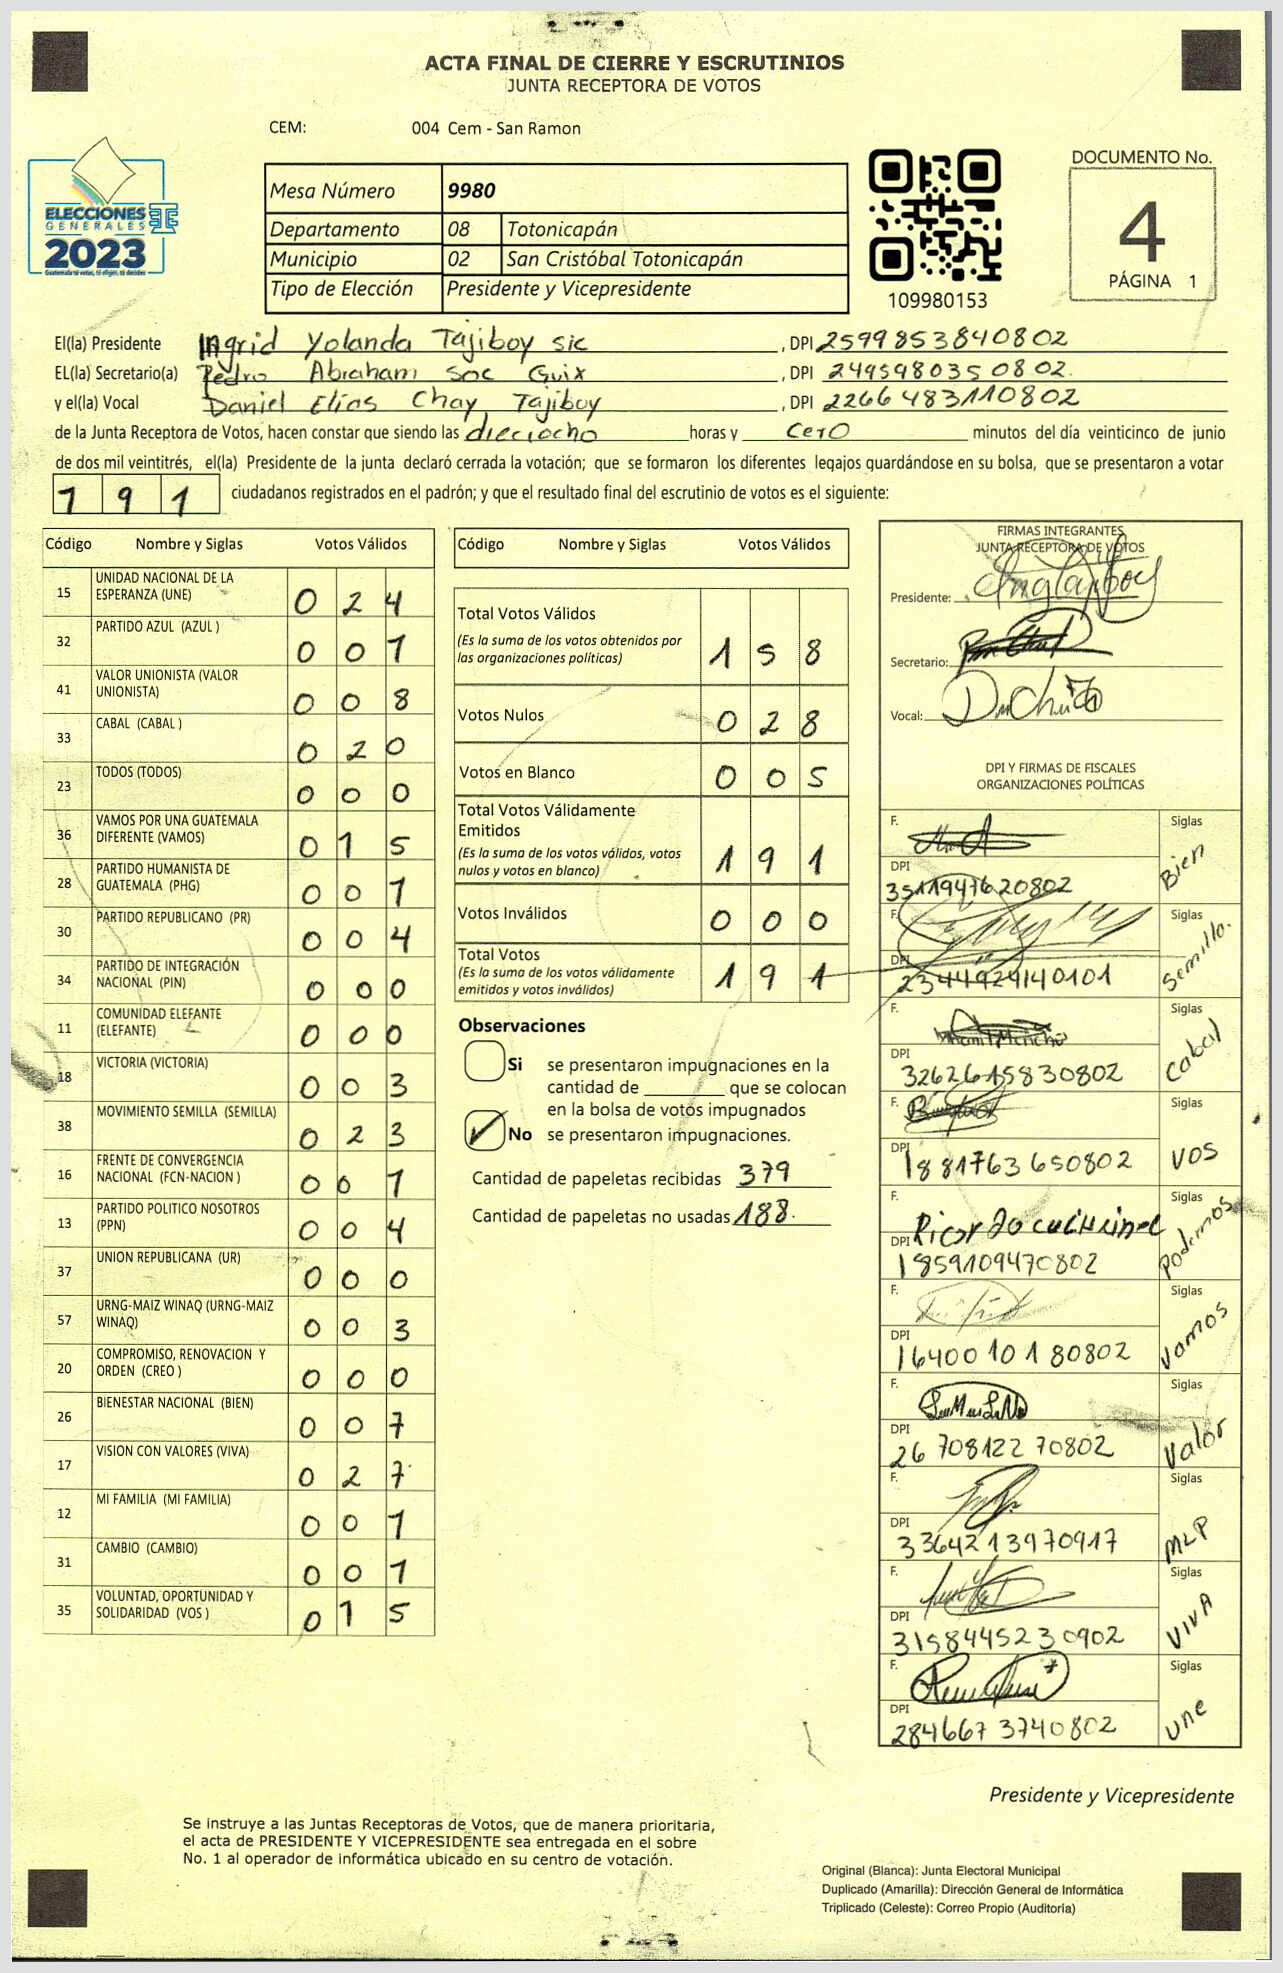 ACTA FINAL DE CIERRE Y ESCRUTINIOS
JUNTA RECEPTORA DE VOTOS
CEM: 004 Cem - San Ramon
ELECCIONES
GENERALES
2023
Guatemala tú votas, tú eliges, tú decides
Mesa Número 9980
Departamento 08 Totonicapán
Municipio 02 San Cristóbal Totonicapán
Tipo de Elección Presidente y Vicepresidente
109980153
DOCUMENTO No.
4
PÁGINA 1
El(la) Presidente Ingrid Yolanda Tajiboy Sic , DPI 2599853840802
EL(la) Secretario(a) Pedro Abraham Soc Guix , DPI 2495980350802
y el(la) Vocal Daniel Elías Chay Tajiboy , DPI 2266483110802
de la Junta Receptora de Votos, hacen constar que siendo las dieciocho horas y cero minutos del día veinticinco de junio
de dos mil veintitrés, el(la) Presidente de la junta declaró cerrada la votación; que se formaron los diferentes legajos guardándose en su bolsa, que se presentaron a votar
191 ciudadanos registrados en el padrón; y que el resultado final del escrutinio de votos es el siguiente:
Código Nombre y Siglas Votos Válidos
15 UNIDAD NACIONAL DE LA ESPERANZA (UNE) 0 2 4
32 PARTIDO AZUL (AZUL ) 0 0 1
41 VALOR UNIONISTA (VALOR UNIONISTA) 0 0 8
33 CABAL (CABAL ) 0 2 0
23 TODOS (TODOS) 0 0 0
36 VAMOS POR UNA GUATEMALA DIFERENTE (VAMOS) 0 1 5
28 PARTIDO HUMANISTA DE GUATEMALA (PHG) 0 0 1
30 PARTIDO REPUBLICANO (PR) 0 0 4
34 PARTIDO DE INTEGRACIÓN NACIONAL (PIN) 0 0 0
11 COMUNIDAD ELEFANTE (ELEFANTE) 0 0 0
18 VICTORIA (VICTORIA) 0 0 3
38 MOVIMIENTO SEMILLA (SEMILLA) 0 2 3
16 FRENTE DE CONVERGENCIA NACIONAL (FCN-NACION ) 0 0 1
13 PARTIDO POLITICO NOSOTROS (PPN) 0 0 4
37 UNION REPUBLICANA (UR) 0 0 0
57 URNG-MAIZ WINAQ (URNG-MAIZ WINAQ) 0 0 3
20 COMPROMISO, RENOVACION Y ORDEN (CREO ) 0 0 0
26 BIENESTAR NACIONAL (BIEN) 0 0 7
17 VISION CON VALORES (VIVA) 0 2 7
12 MI FAMILIA (MI FAMILIA) 0 0 1
31 CAMBIO (CAMBIO) 0 0 1
35 VOLUNTAD, OPORTUNIDAD Y SOLIDARIDAD (VOS ) 0 1 5
Código Nombre y Siglas Votos Válidos
Total Votos Válidos
(Es la suma de los votos obtenidos por
las organizaciones políticas) 1 5 8
Votos Nulos 0 2 8
Votos en Blanco 0 0 5
Total Votos Válidamente
Emitidos
(Es la suma de los votos válidos, votos
nulos y votos en blanco) 1 9 1
Votos Inválidos 0 0 0
Total Votos
(Es la suma de los votos válidamente
emitidos y votos inválidos) 1 9 1
Observaciones
Si se presentaron impugnaciones en la
cantidad de ________ que se colocan
en la bolsa de votos impugnados
No se presentaron impugnaciones.
Cantidad de papeletas recibidas 379
Cantidad de papeletas no usadas 188.
FIRMAS INTEGRANTES
JUNTA RECEPTORA DE VOTOS
Presidente:
Secretario:
Vocal:
DPI Y FIRMAS DE FISCALES
ORGANIZACIONES POLÍTICAS
F. Siglas Bien
DPI 3511947620802
F. Siglas Semilla.
DPI 2344924140101
F. Siglas Cabal
DPI 3262615830802
F. Siglas VOS
DPI 1881763650802
F. Siglas Podemos
DPI 1859109470802
F. Siglas Vamos
DPI 1640010180802
F. Siglas Valor
DPI 2670812270802
F. Siglas MLP
DPI 3364213970917
F. Siglas VIVA
DPI 3158445230902
F. Siglas Une
DPI 2846673740802
Presidente y Vicepresidente
Se instruye a las Juntas Receptoras de Votos, que de manera prioritaria,
el acta de PRESIDENTE Y VICEPRESIDENTE sea entregada en el sobre
No. 1 al operador de informática ubicado en su centro de votación.
Original (Blanca): Junta Electoral Municipal
Duplicado (Amarilla): Dirección General de Informática
Triplicado (Celeste): Correo Propio (Auditoría)